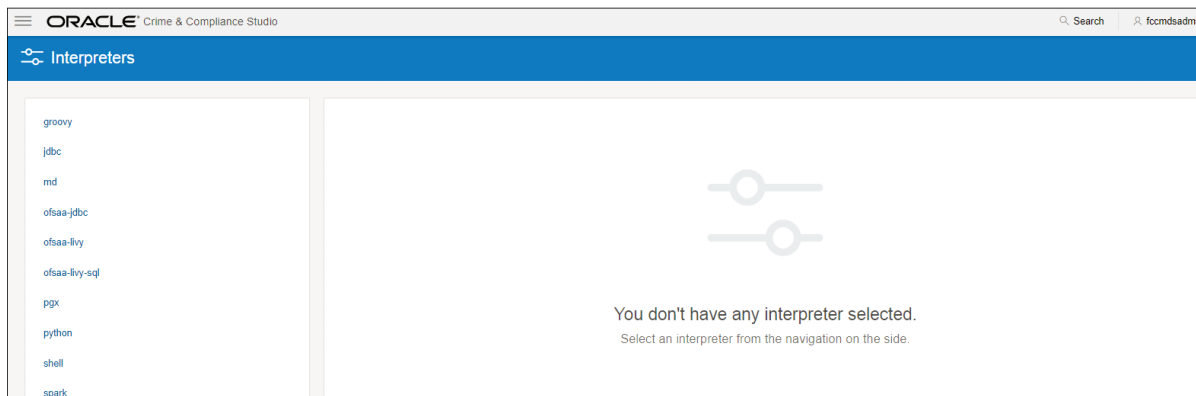 ORACLE® Crime & Compliance Studio
Search
fccmdsadm
Interpreters
groovy
jdbc
md
ofsaa-jdbc
ofsaa-livy
ofsaa-livy-sql
pgx
python
shell
spark
You don't have any interpreter selected.
Select an interpreter from the navigation on the side.